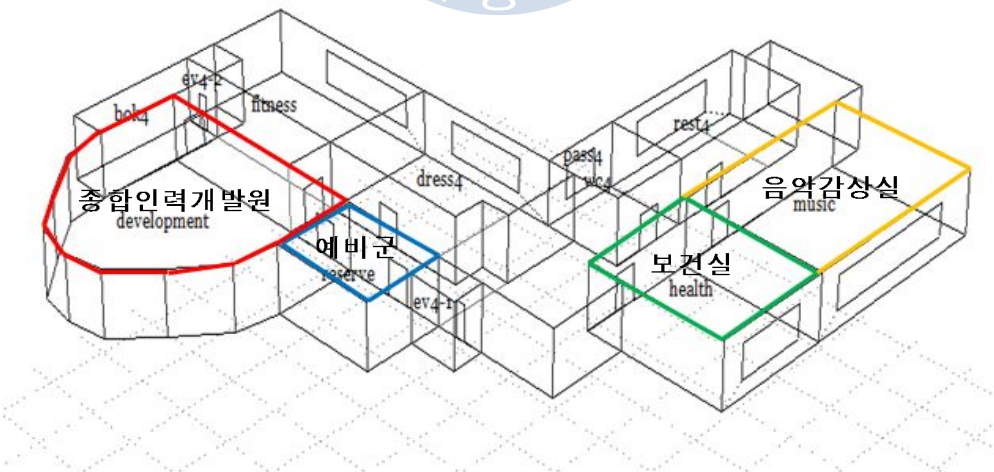 ev4-2
bok4
fitness
종합인력개발원
development
dress4
pass4
wc4
rest4
음악감상실
music
예비군
reserve
보건실
health
ev4-1